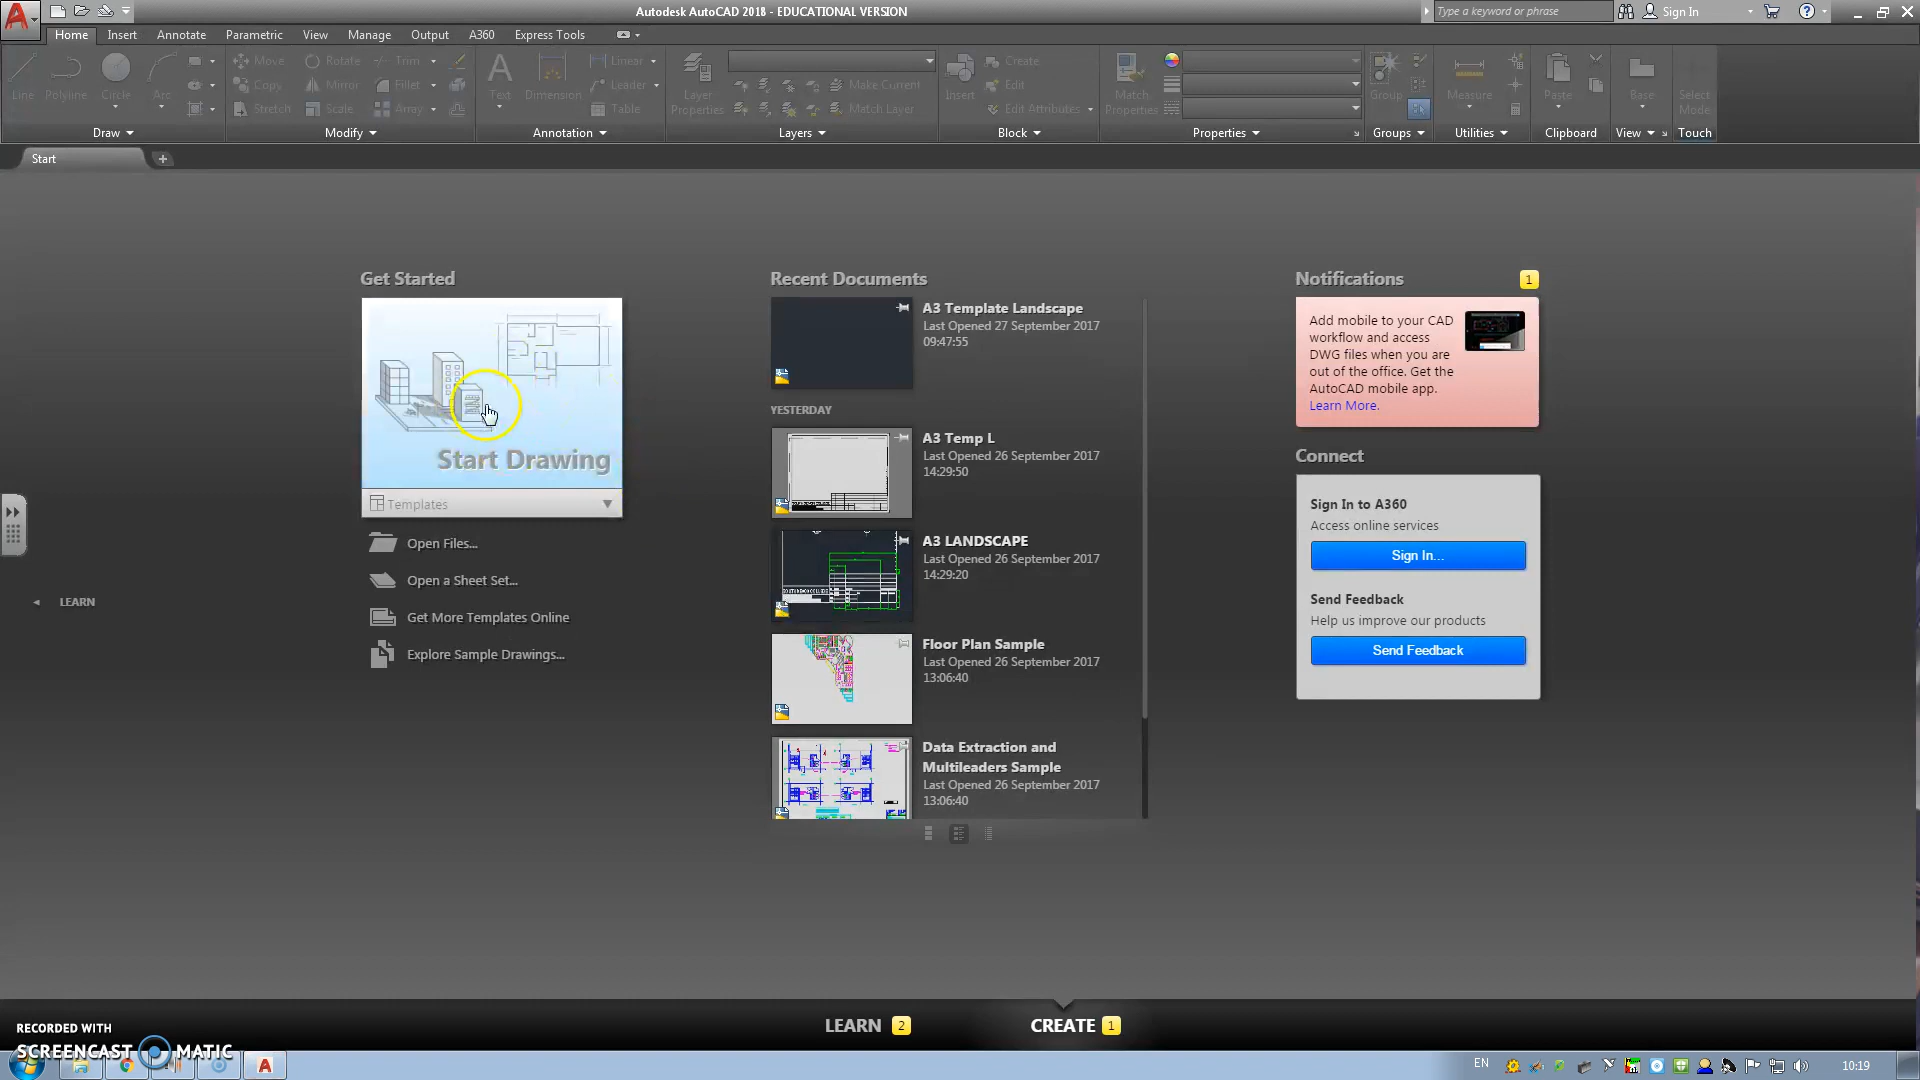 Autodesk AutoCAD 2018 - EDUCATIONAL VERSION
Type a keyword or phrase
Sign In
Home Insert Annotate Parametric View Manage Output A360 Express Tools
Line Polyline Circle Arc
Move Rotate Trim
Copy Mirror Fillet
Stretch Scale Array
Text Dimension
Linear
Leader
Table
Layer Properties
Make Current
Match Layer
Insert
Create
Edit
Edit Attributes
Match Properties
Group
Measure
Paste
Base
Select Mode
Draw Modify Annotation Layers Block Properties Groups Utilities Clipboard View Touch
Start
Get Started
Start Drawing
Templates
Open Files...
Open a Sheet Set...
Get More Templates Online
Explore Sample Drawings...
LEARN
Recent Documents
A3 Template Landscape
Last Opened 27 September 2017
09:47:55
YESTERDAY
A3 Temp L
Last Opened 26 September 2017
14:29:50
A3 LANDSCAPE
Last Opened 26 September 2017
14:29:20
Floor Plan Sample
Last Opened 26 September 2017
13:06:40
Data Extraction and
Multileaders Sample
Last Opened 26 September 2017
13:06:40
Notifications 1
Add mobile to your CAD
workflow and access
DWG files when you are
out of the office. Get the
AutoCAD mobile app.
Learn More.
Connect
Sign In to A360
Access online services
Sign In...
Send Feedback
Help us improve our products
Send Feedback
LEARN 2
CREATE 1
RECORDED WITH
SCREENCAST MATIC
EN
10:19